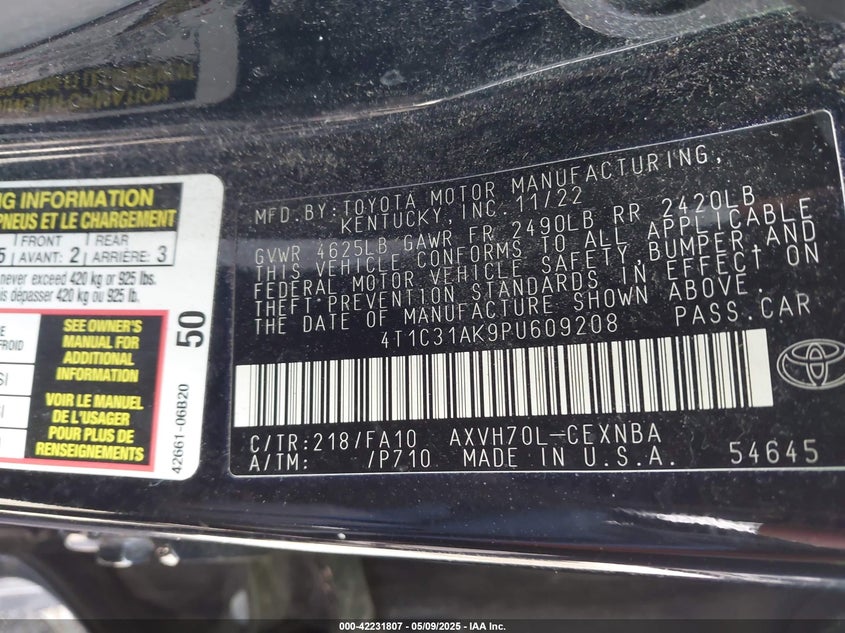 NG INFORMATION
PNEUS ET LE CHARGEMENT
5 FRONT AVANT: 2 REAR ARRIÈRE: 3
never exceed 420 kg or 925 lbs.
dépasser 420 kg ou 925 lb.
FROID
SI
SI
SEE OWNER'S
MANUAL FOR
ADDITIONAL
INFORMATION
VOIR LE MANUEL
DE L'USAGER
POUR PLUS DE
RENSEIGNEMENTS
50
42661-06B20
MFD.BY:TOYOTA MOTOR MANUFACTURING,
KENTUCKY,INC. 11/22
GVWR 4625LB GAWR FR 2490LB RR 2420LB
THIS VEHICLE CONFORMS TO ALL APPLICABLE
FEDERAL MOTOR VEHICLE SAFETY,BUMPER,AND
THEFT PREVENTION STANDARDS IN EFFECT ON
THE DATE OF MANUFACTURE SHOWN ABOVE.
4T1C31AK9PU609208 PASS.CAR
C/TR:218/FA10 AXVH70L-CEXNBA
A/TM: /P710 MADE IN U.S.A. 54645
000-42231807 | 05/09/2025 - IAA Inc.